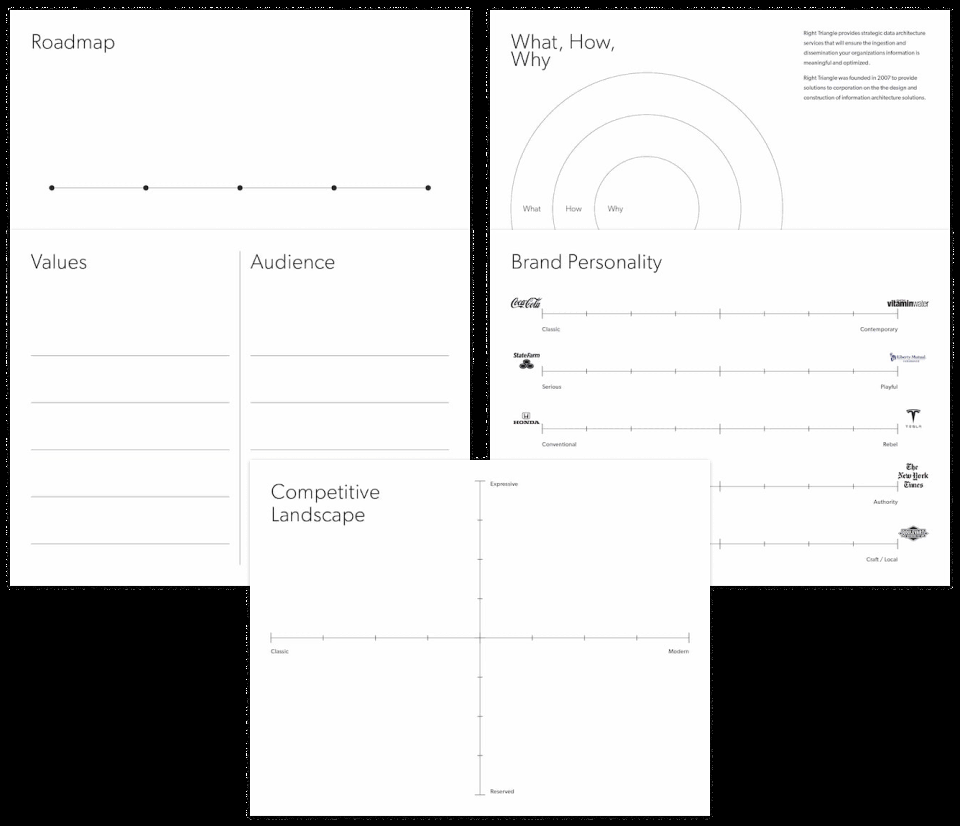 Roadmap
What, How,
Why
Right Triangle provides strategic data architecture
services that will ensure the ingestion and
dissemination your organizations information is
meaningful and optimized.
Right Triangle was founded in 2007 to provide
solutions to corporation on the the design and
construction of information architecture solutions.
What
How
Why
Values
Audience
Brand Personality
Coca-Cola
vitaminwater
Classic
Contemporary
StateFarm
Liberty Mutual
Serious
Playful
HONDA
TESLA
Conventional
Rebel
The
New York
Times
Authority
Craft / Local
Competitive
Landscape
Expressive
Classic
Modern
Reserved